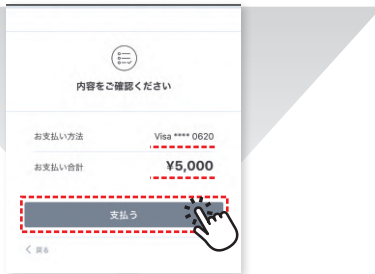 内容をご確認ください
お支払い方法 Visa **** 0620
お支払い合計 ¥5,000
支払う
く 戻る